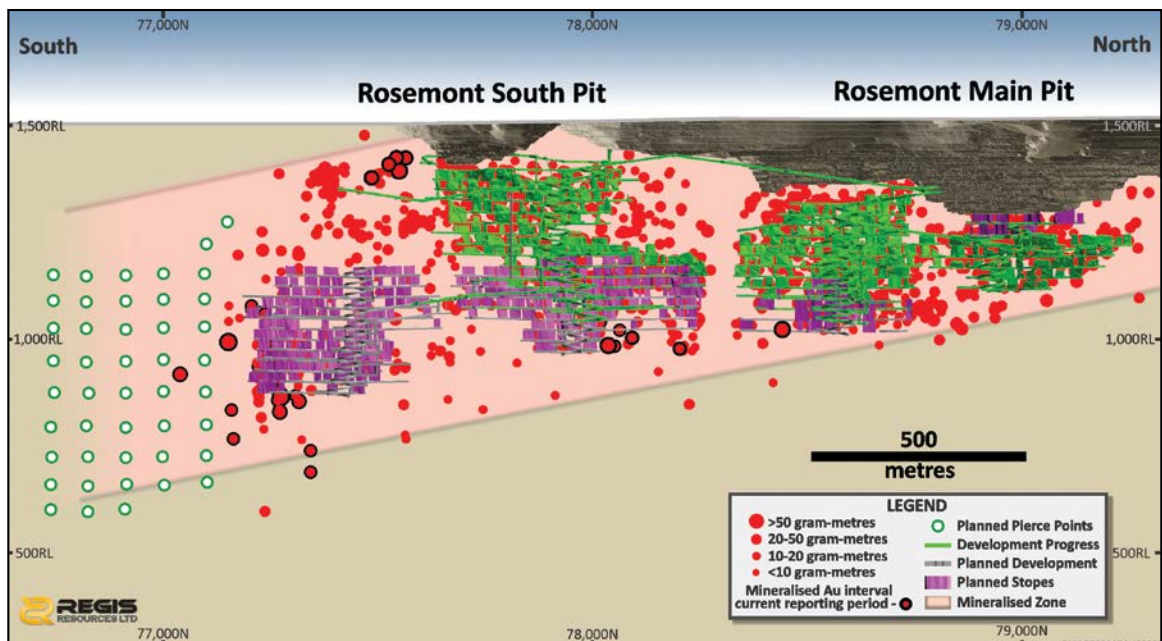 77,000N
78,000N
79,000N
South
North
Rosemont South Pit
Rosemont Main Pit
1,500RL
1,500RL
1,000RL
1,000RL
500
metres
LEGEND
>50 gram-metres
20-50 gram-metres
10-20 gram-metres
<10 gram-metres
Mineralised Au interval
current reporting period -
Planned Pierce Points
Development Progress
Planned Development
Planned Stopes
Mineralised Zone
500RL
500RL
REGIS
RESOURCES LTD
77,000N
78,000N
79,000N